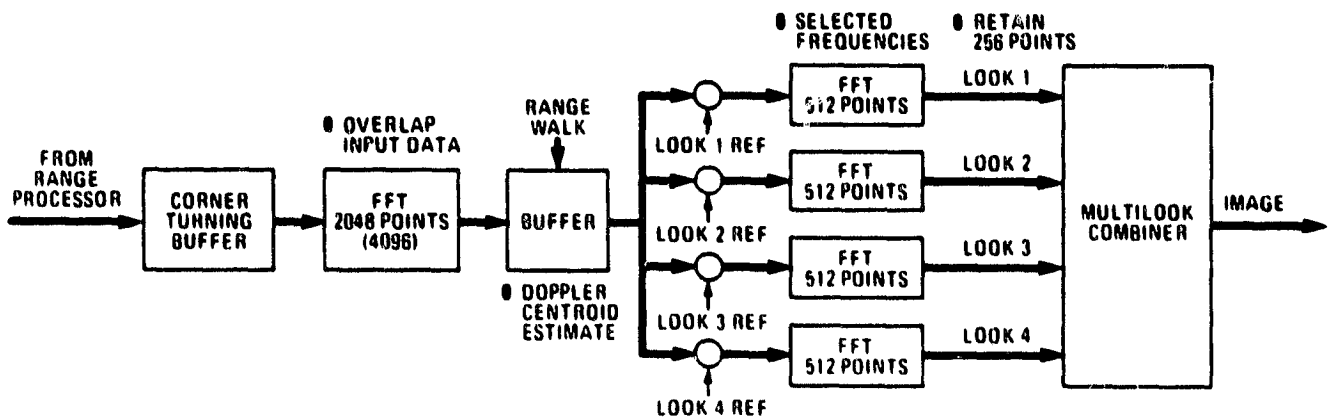 ● SELECTED
FREQUENCIES
● RETAIN
256 POINTS
FROM
RANGE
PROCESSOR
CORNER
TUHNING
BUFFER
● OVERLAP
INPUT DATA
FFT
2048 POINTS
(4096)
RANGE
WALK
BUFFER
● DOPPLER
CENTROID
ESTIMATE
LOOK 1 REF
FFT
512 POINTS
LOOK 1
LOOK 2 REF
FFT
512 POINTS
LOOK 2
LOOK 3 REF
FFT
512 POINTS
LOOK 3
LOOK 4 REF
FFT
512 POINTS
LOOK 4
MULTILOOK
COMBINER
IMAGE